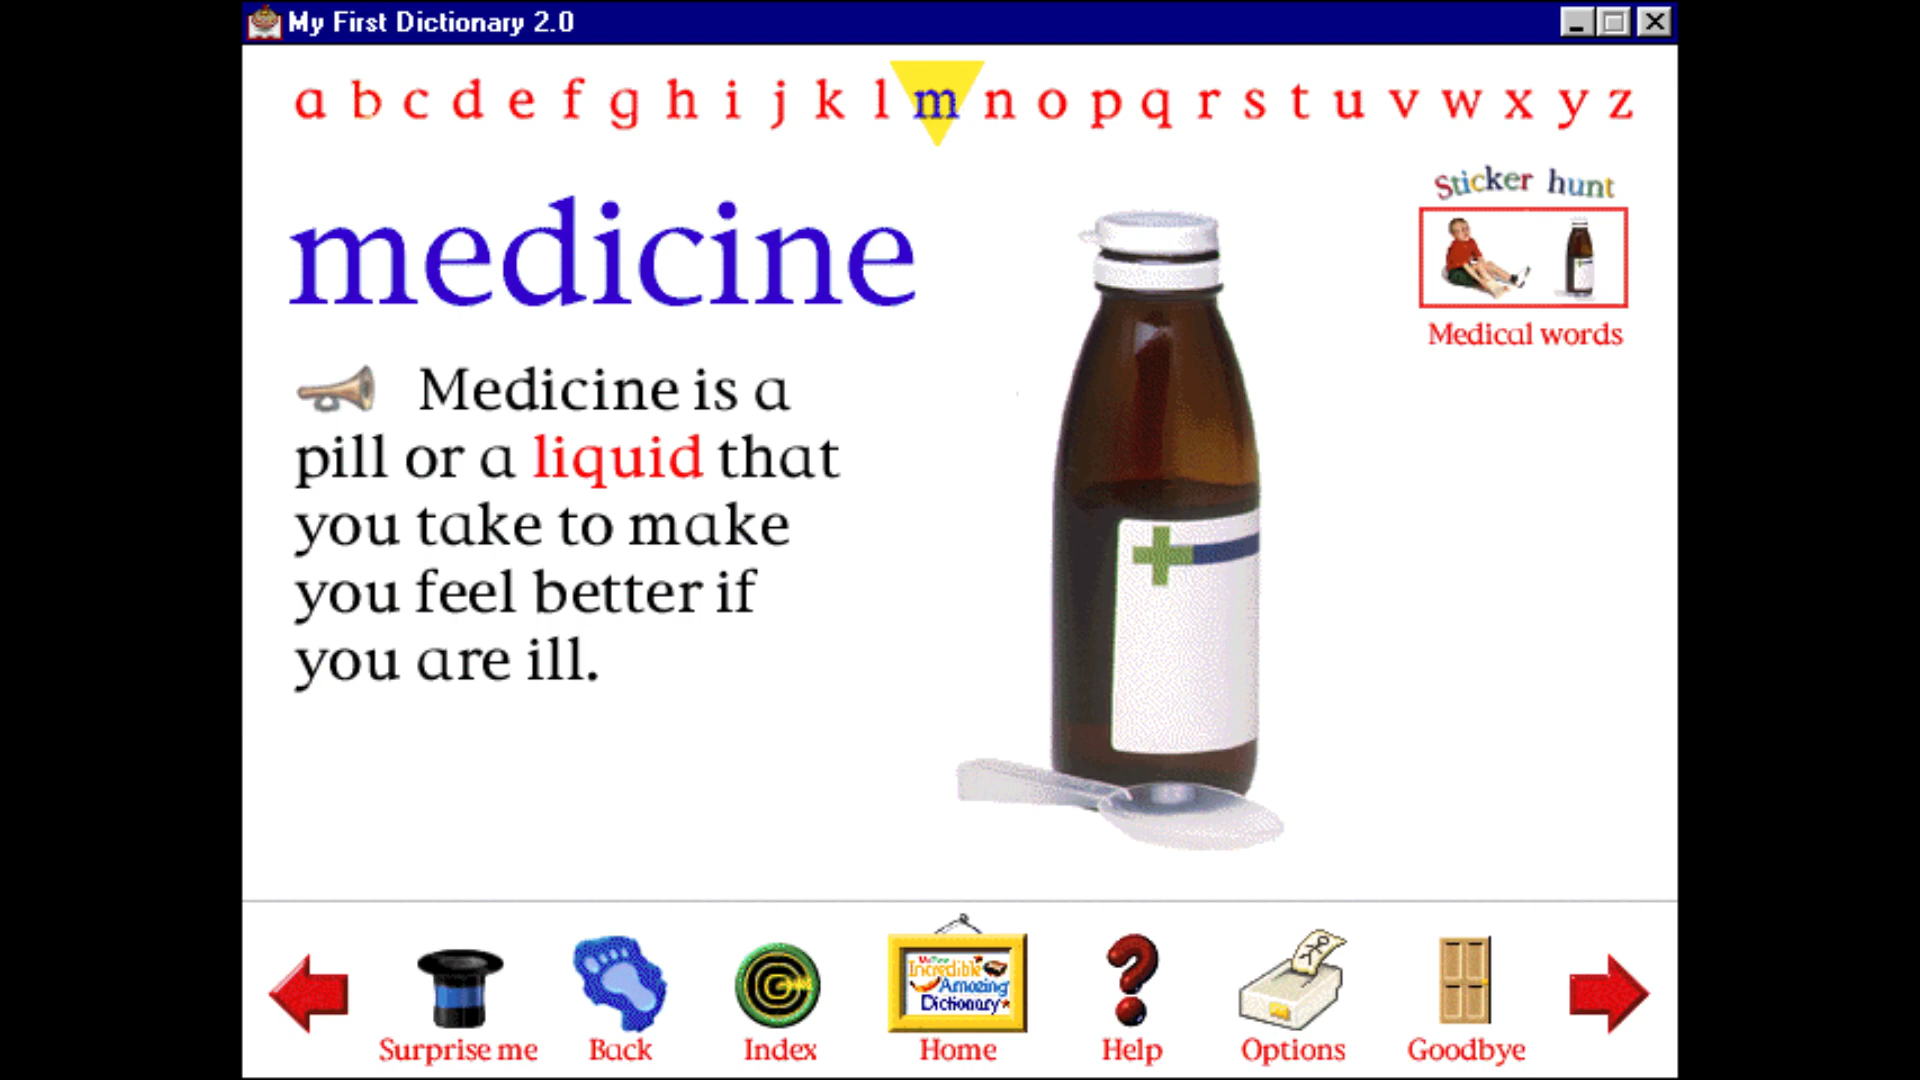 My First Dictionary 2.0
a b c d e f g h i j k l m n o p q r s t u v w x y z
Sticker hunt
medicine
Medical words
Medicine is a
pill or a liquid that
you take to make
you feel better if
you are ill.
My First
Incredible
Amazing
Dictionary
Surprise me
Back
Index
Home
Help
Options
Goodbye